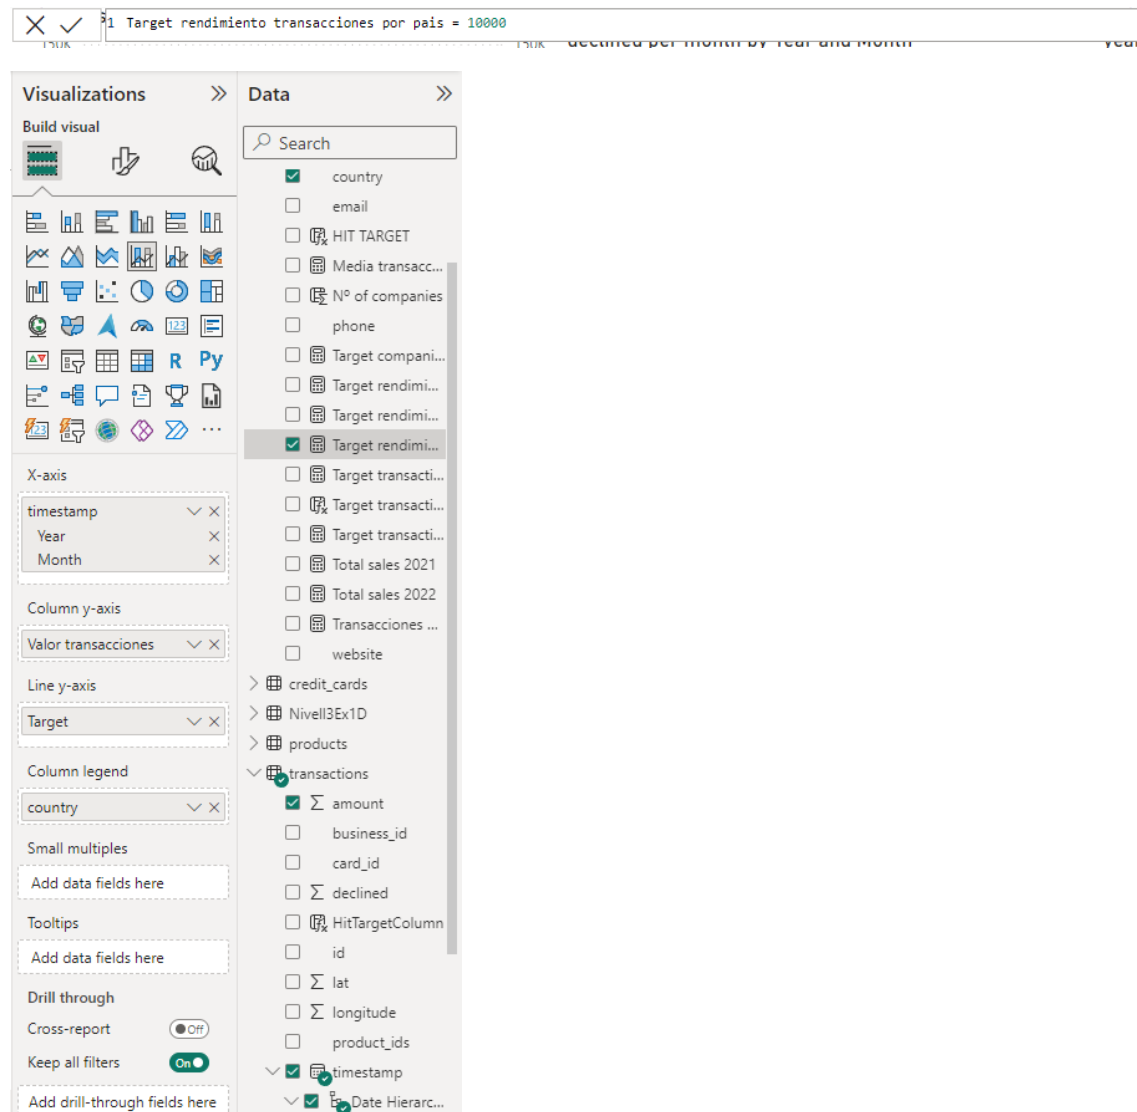 1 Target rendimiento transacciones por pais = 10000
150K
150K
declined per month by Year and Month
year
Visualizations
Data
Build visual
Search
country
email
HIT TARGET
Media transacc...
Nº of companies
phone
Target compani...
Target rendimi...
Target rendimi...
Target rendimi...
Target transacti...
Target transacti...
Target transacti...
Total sales 2021
Total sales 2022
Transacciones ...
website
credit_cards
Nivell3Ex1D
products
transactions
amount
business_id
card_id
declined
HitTargetColumn
id
lat
longitude
product_ids
timestamp
Date Hierarc...
123
R
Py
123
X-axis
timestamp
Year
Month
Column y-axis
Valor transacciones
Line y-axis
Target
Column legend
country
Small multiples
Add data fields here
Tooltips
Add data fields here
Drill through
Cross-report
Off
Keep all filters
On
Add drill-through fields here